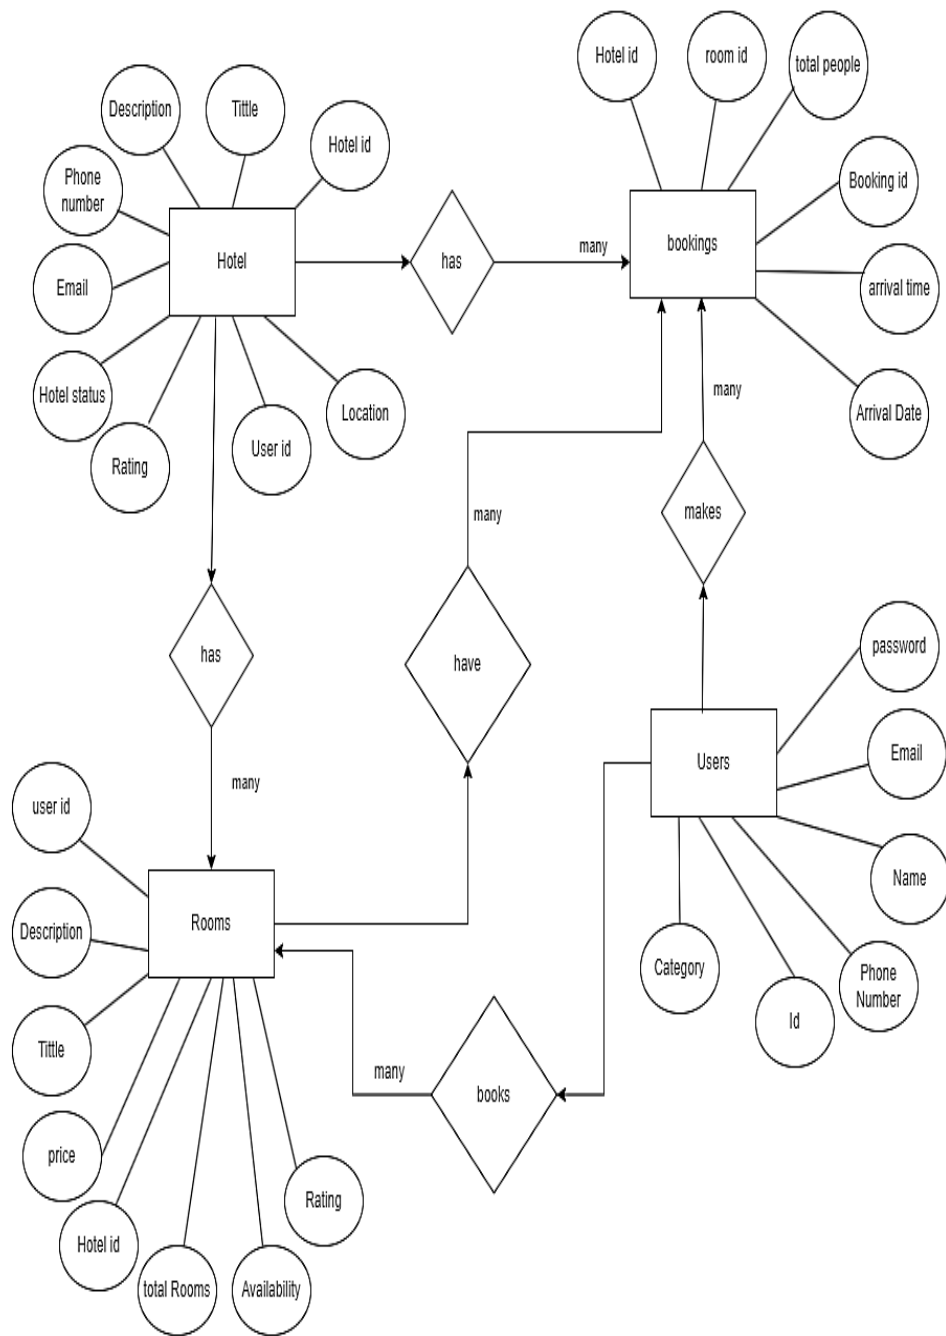 Hotel id
room id
total people
Description
Tittle
Hotel id
Phone
number
Booking id
Hotel
has
many
bookings
Email
arrival time
Hotel status
Rating
User id
Location
many
Arrival Date
many
makes
has
have
password
many
Users
Email
user id
Rooms
Name
Description
Category
Phone
Number
Id
Tittle
many
books
price
Rating
Hotel id
total Rooms
Availability